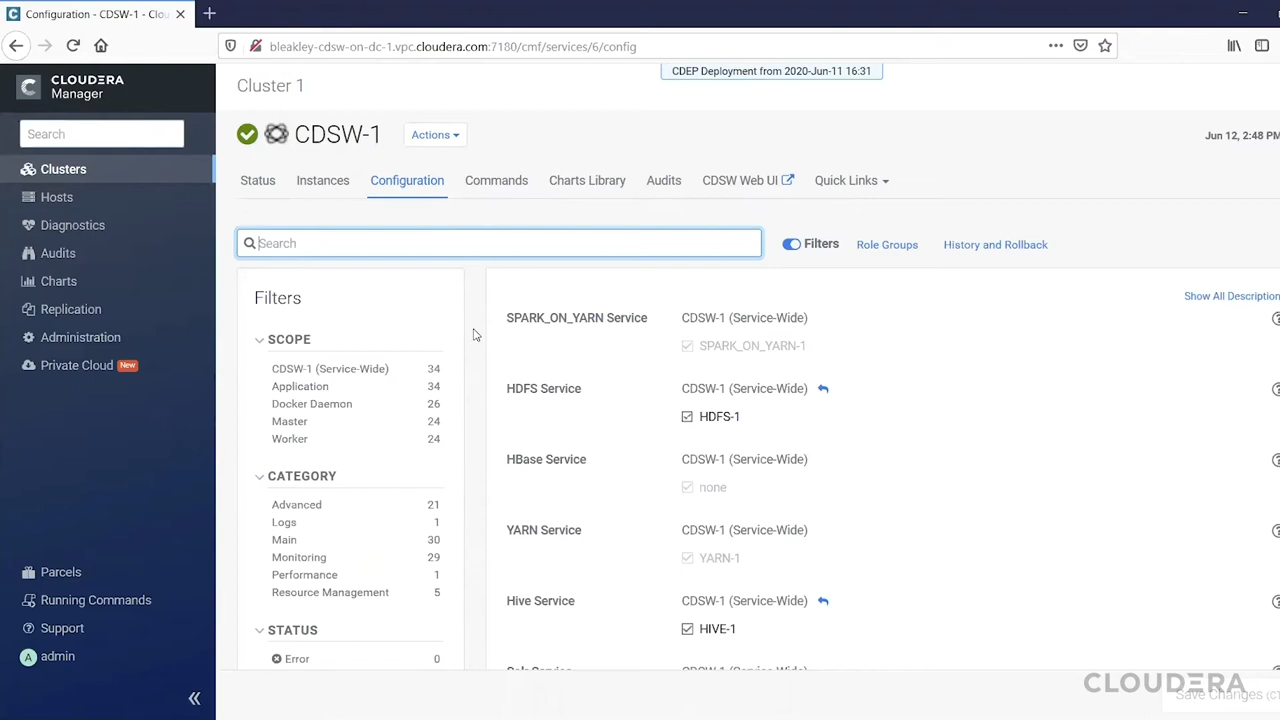 Configuration - CDSW-1 - Clou
bleakley-cdsw-on-dc-1.vpc.cloudera.com:7180/cmf/services/6/config
CLOUDERA
Manager
Search
Clusters
Hosts
Diagnostics
Audits
Charts
Replication
Administration
Private Cloud New
Parcels
Running Commands
Support
A admin
CDEP Deployment from 2020-Jun-11 16:31
Cluster 1
CDSW-1 Actions
Jun 12, 2:48 PM
Status Instances Configuration Commands Charts Library Audits CDSW Web UI Quick Links
Search
Filters Role Groups History and Rollback
Filters
SCOPE
CDSW-1 (Service-Wide) 34
Application 34
Docker Daemon 26
Master 24
Worker 24
CATEGORY
Advanced 21
Logs 1
Main 30
Monitoring 29
Performance 1
Resource Management 5
STATUS
Error 0
Show All Description
SPARK_ON_YARN Service CDSW-1 (Service-Wide)
SPARK_ON_YARN-1
HDFS Service CDSW-1 (Service-Wide)
HDFS-1
HBase Service CDSW-1 (Service-Wide)
none
YARN Service CDSW-1 (Service-Wide)
YARN-1
Hive Service CDSW-1 (Service-Wide)
HIVE-1
CLOUDERA
Save Changes